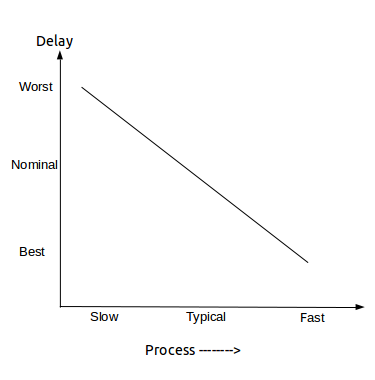 Delay
Worst
Nominal
Best
Slow Typical Fast
Process -------->